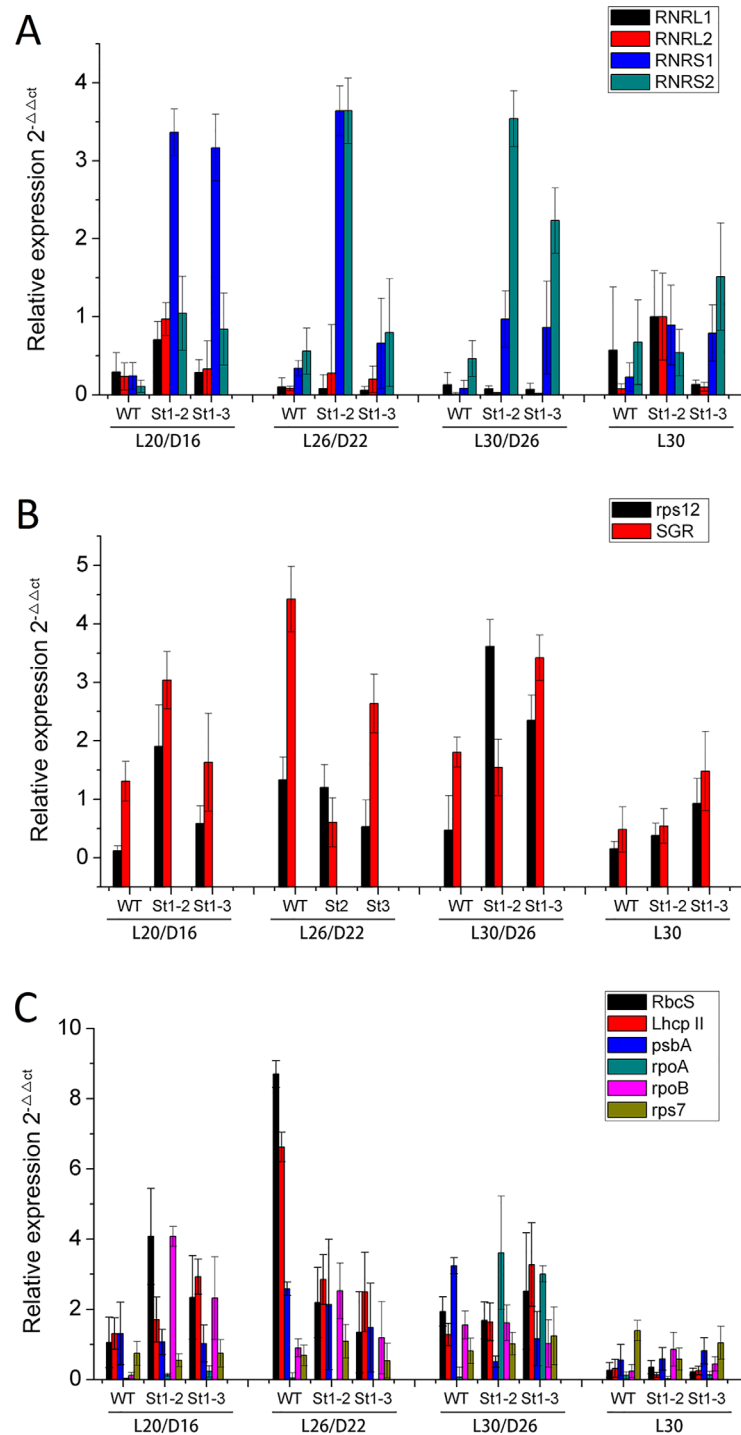 A
RNRL1
RNRL2
RNRS1
RNRS2
Relative expression 2-△△ct
4
3
2
1
0
WT St1-2 St1-3 WT St1-2 St1-3 WT St1-2 St1-3 WT St1-2 St1-3
L20/D16 L26/D22 L30/D26 L30
B
rps12
SGR
Relative expression 2-△△ct
5
4
3
2
1
0
WT St1-2 St1-3 WT St2 St3 WT St1-2 St1-3 WT St1-2 St1-3
L20/D16 L26/D22 L30/D26 L30
C
RbcS
Lhcp II
psbA
rpoA
rpoB
rps7
Relative expression 2-△△ct
10
8
6
4
2
0
WT St1-2 St1-3 WT St1-2 St1-3 WT St1-2 St1-3 WT St1-2 St1-3
L20/D16 L26/D22 L30/D26 L30